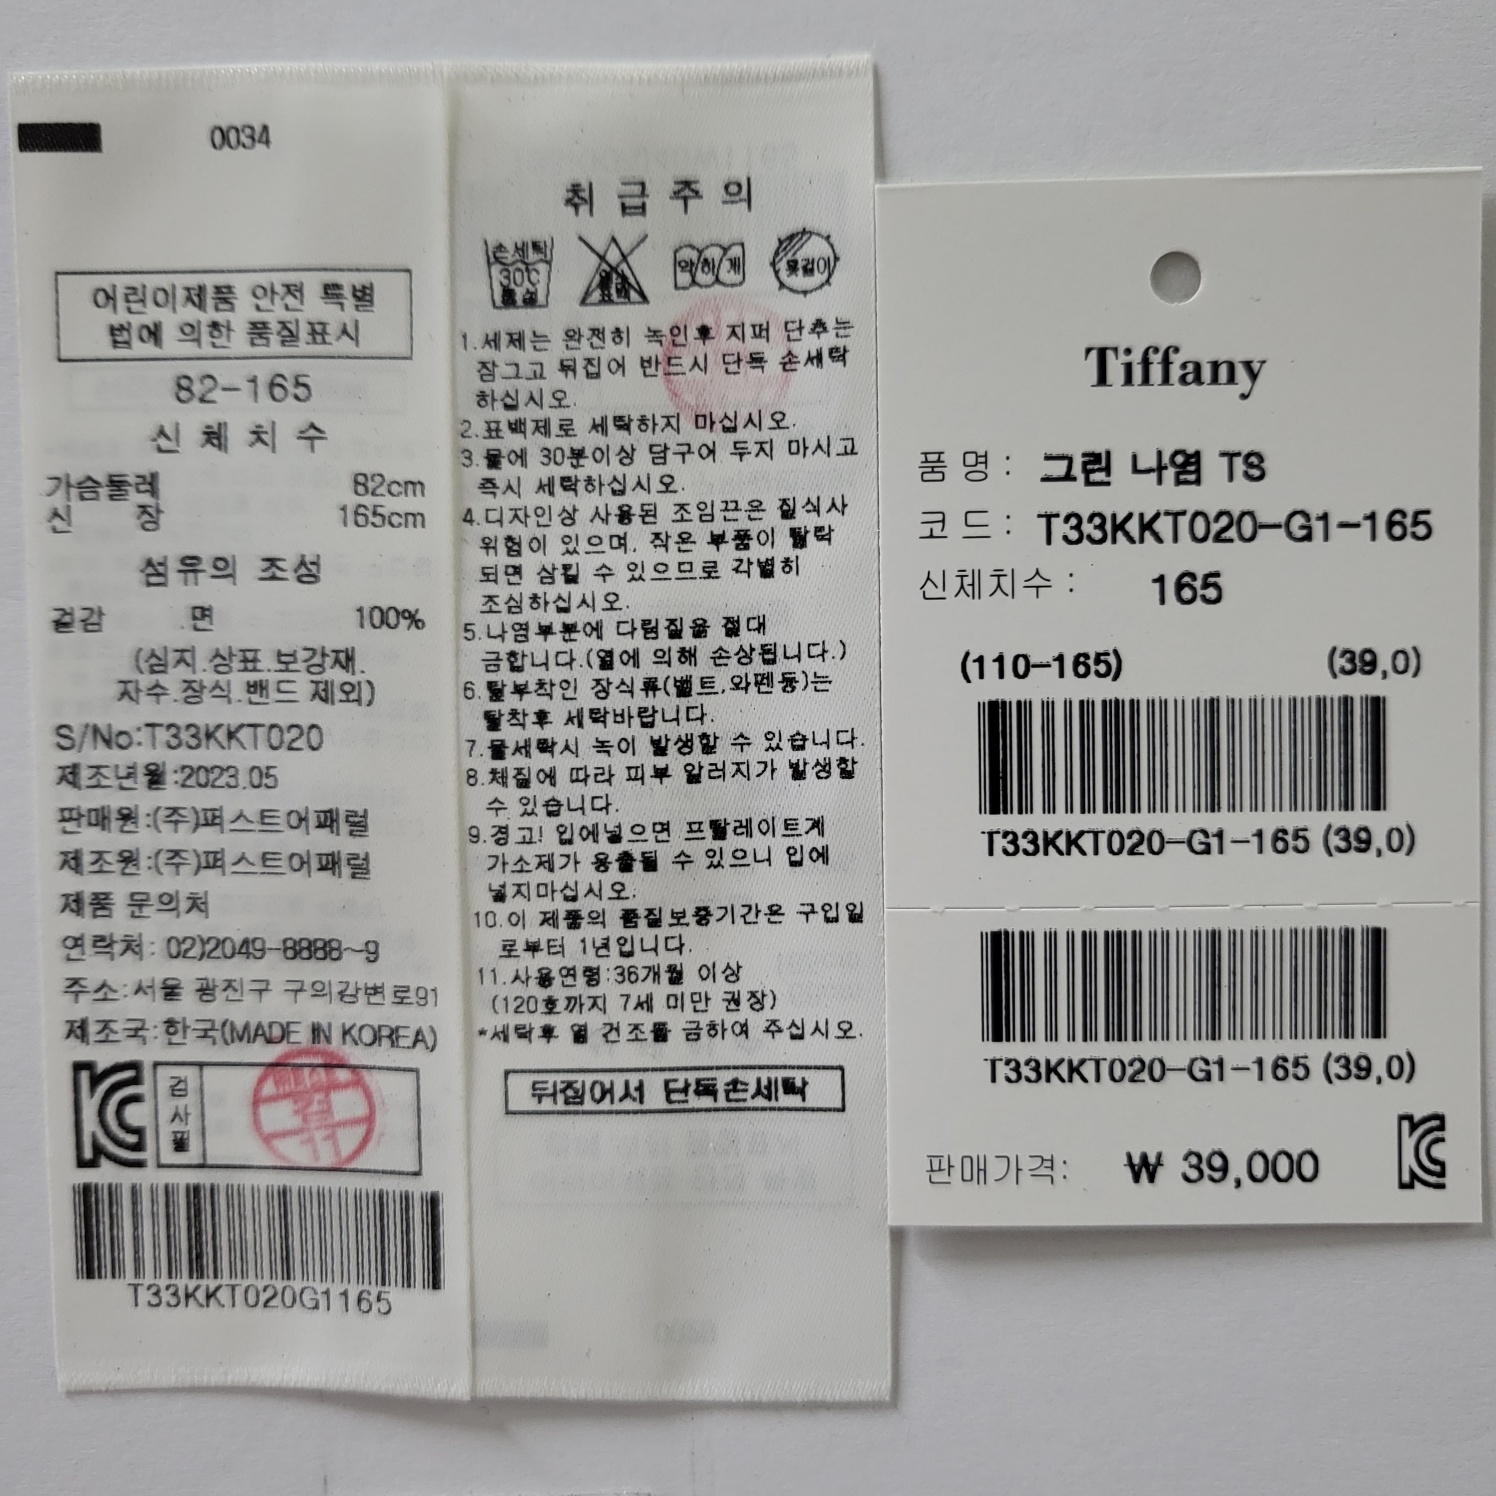 0034
어린이제품 안전 특별
법에 의한 품질표시
82-165
신 체 치 수
가슴둘레 82cm
신 장 165cm
섬유의 조성
겉감 면 100%
(심지.상표.보강재.
자수.장식.밴드 제외)
S/No:T33KKT020
제조년월:2023.05
판매원:(주)퍼스트어패럴
제조원:(주)퍼스트어패럴
제품 문의처
연락처: 02)2049-8888~9
주소:서울 광진구 구의강변로91
제조국:한국(MADE IN KOREA)
검사필
T33KKT020G1165
취 급 주 의
손세탁
30℃
약하게
옷걸이
1.세제는 완전히 녹인후 지퍼 단추는
잠그고 뒤집어 반드시 단독 손세탁
하십시오.
2.표백제로 세탁하지 마십시오.
3.물에 30분이상 담구어 두지 마시고
즉시 세탁하십시오.
4.디자인상 사용된 조임끈은 질식사
위험이 있으며, 작은 부품이 탈락
되면 삼킬 수 있으므로 각별히
조심하십시오.
5.나염부분에 다림질을 절대
금합니다.(열에 의해 손상됩니다.)
6.탈부착인 장식류(벨트,와펜등)는
탈착후 세탁바랍니다.
7.물세탁시 녹이 발생할 수 있습니다.
8.체질에 따라 피부 알러지가 발생할
수 있습니다.
9.경고! 입에넣으면 프탈레이트계
가소제가 용출될 수 있으니 입에
넣지마십시오.
10.이 제품의 품질보증기간은 구입일
로부터 1년입니다.
11.사용연령:36개월 이상
(120호까지 7세 미만 권장)
*세탁후 열 건조를 금하여 주십시오.
뒤집어서 단독손세탁
Tiffany
품 명 : 그린 나염 TS
코 드 : T33KKT020-G1-165
신체치수 : 165
(110-165) (39,0)
T33KKT020-G1-165 (39,0)
T33KKT020-G1-165 (39,0)
판매가격: ₩ 39,000